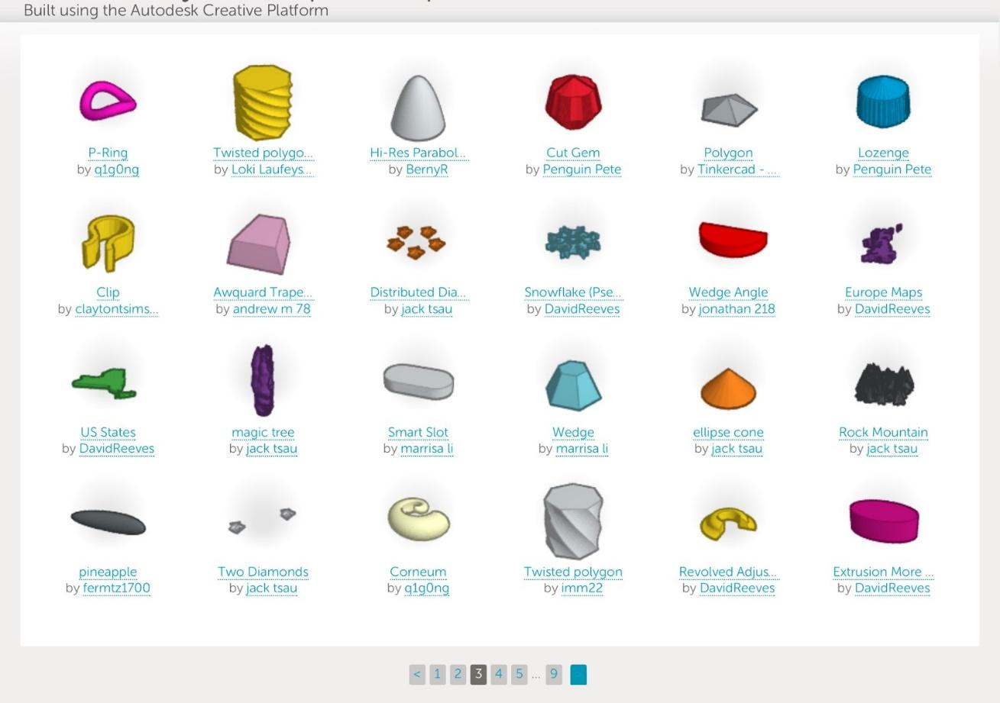 Built using the Autodesk Creative Platform
P-Ring
by q1g0ng
Twisted polygo...
by Loki Laufeys...
Hi-Res Parabol...
by BernyR
Cut Gem
by Penguin Pete
Polygon
by Tinkercad - ...
Lozenge
by Penguin Pete
Clip
by claytontsims...
Awquard Trape...
by andrew m 78
Distributed Dia...
by jack tsau
Snowflake (Pse...
by DavidReeves
Wedge Angle
by jonathan 218
Europe Maps
by DavidReeves
US States
by DavidReeves
magic tree
by jack tsau
Smart Slot
by marrisa li
Wedge
by marrisa li
ellipse cone
by jack tsau
Rock Mountain
by jack tsau
pineapple
by fermtz1700
Two Diamonds
by jack tsau
Corneum
by q1g0ng
Twisted polygon
by imm22
Revolved Adjus...
by DavidReeves
Extrusion More ...
by DavidReeves
< 1 2 3 4 5 ... 9